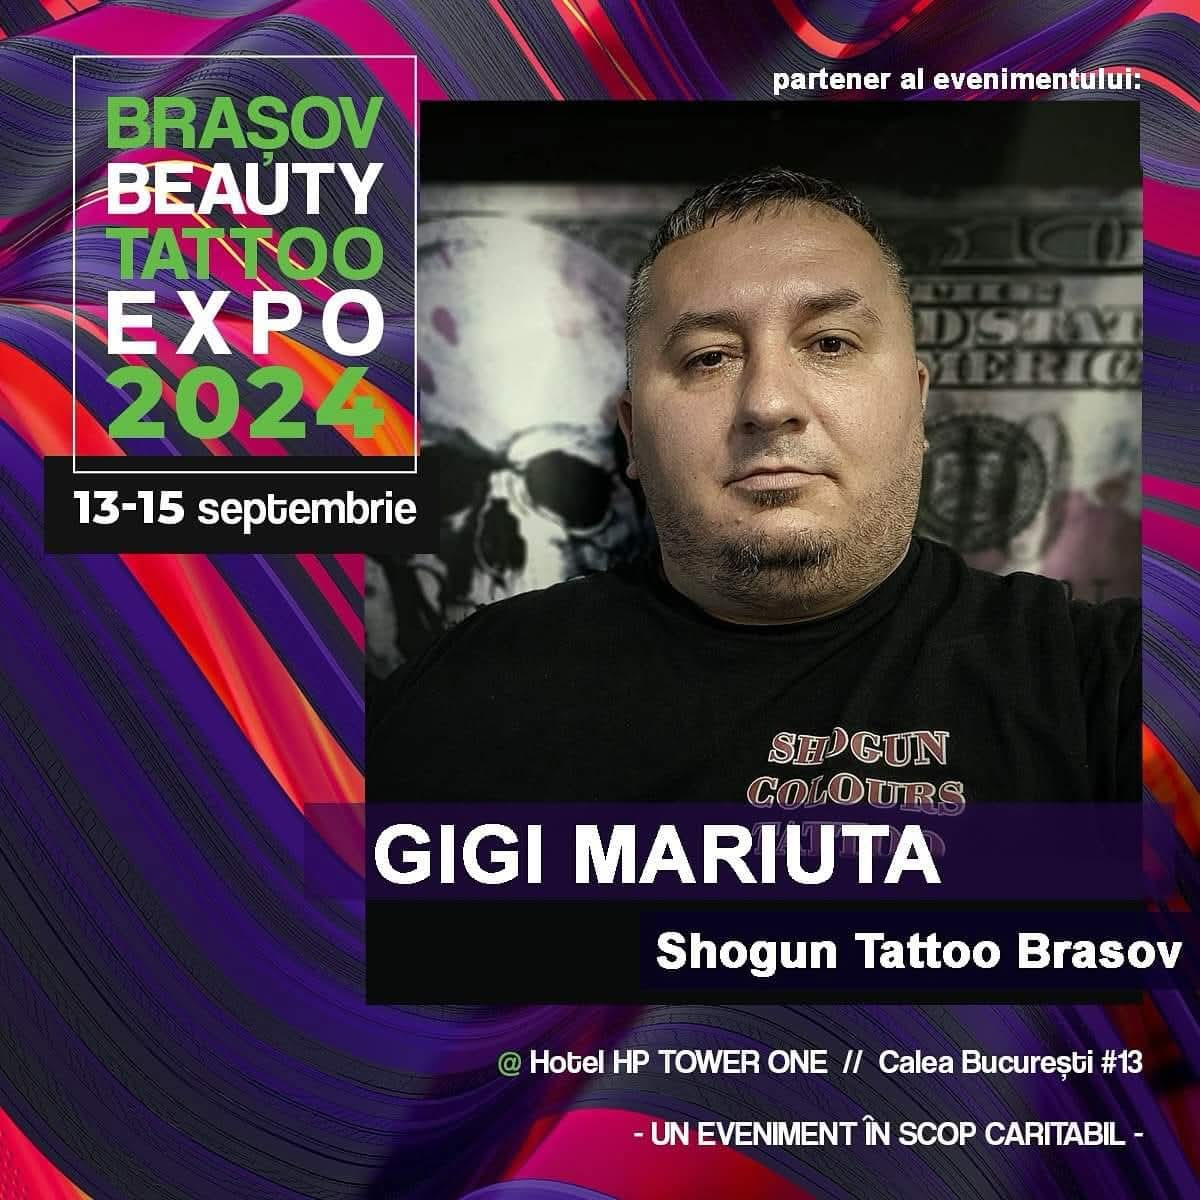 partener al evenimentului:
BRAȘOV
BEAUTY
TATTOO
EXPO
2024
13-15 septembrie
SHOGUN
COLOURS
TATTOO
GIGI MARIUTA
Shogun Tattoo Brasov
@ Hotel HP TOWER ONE // Calea București #13
- UN EVENIMENT ÎN SCOP CARITABIL -